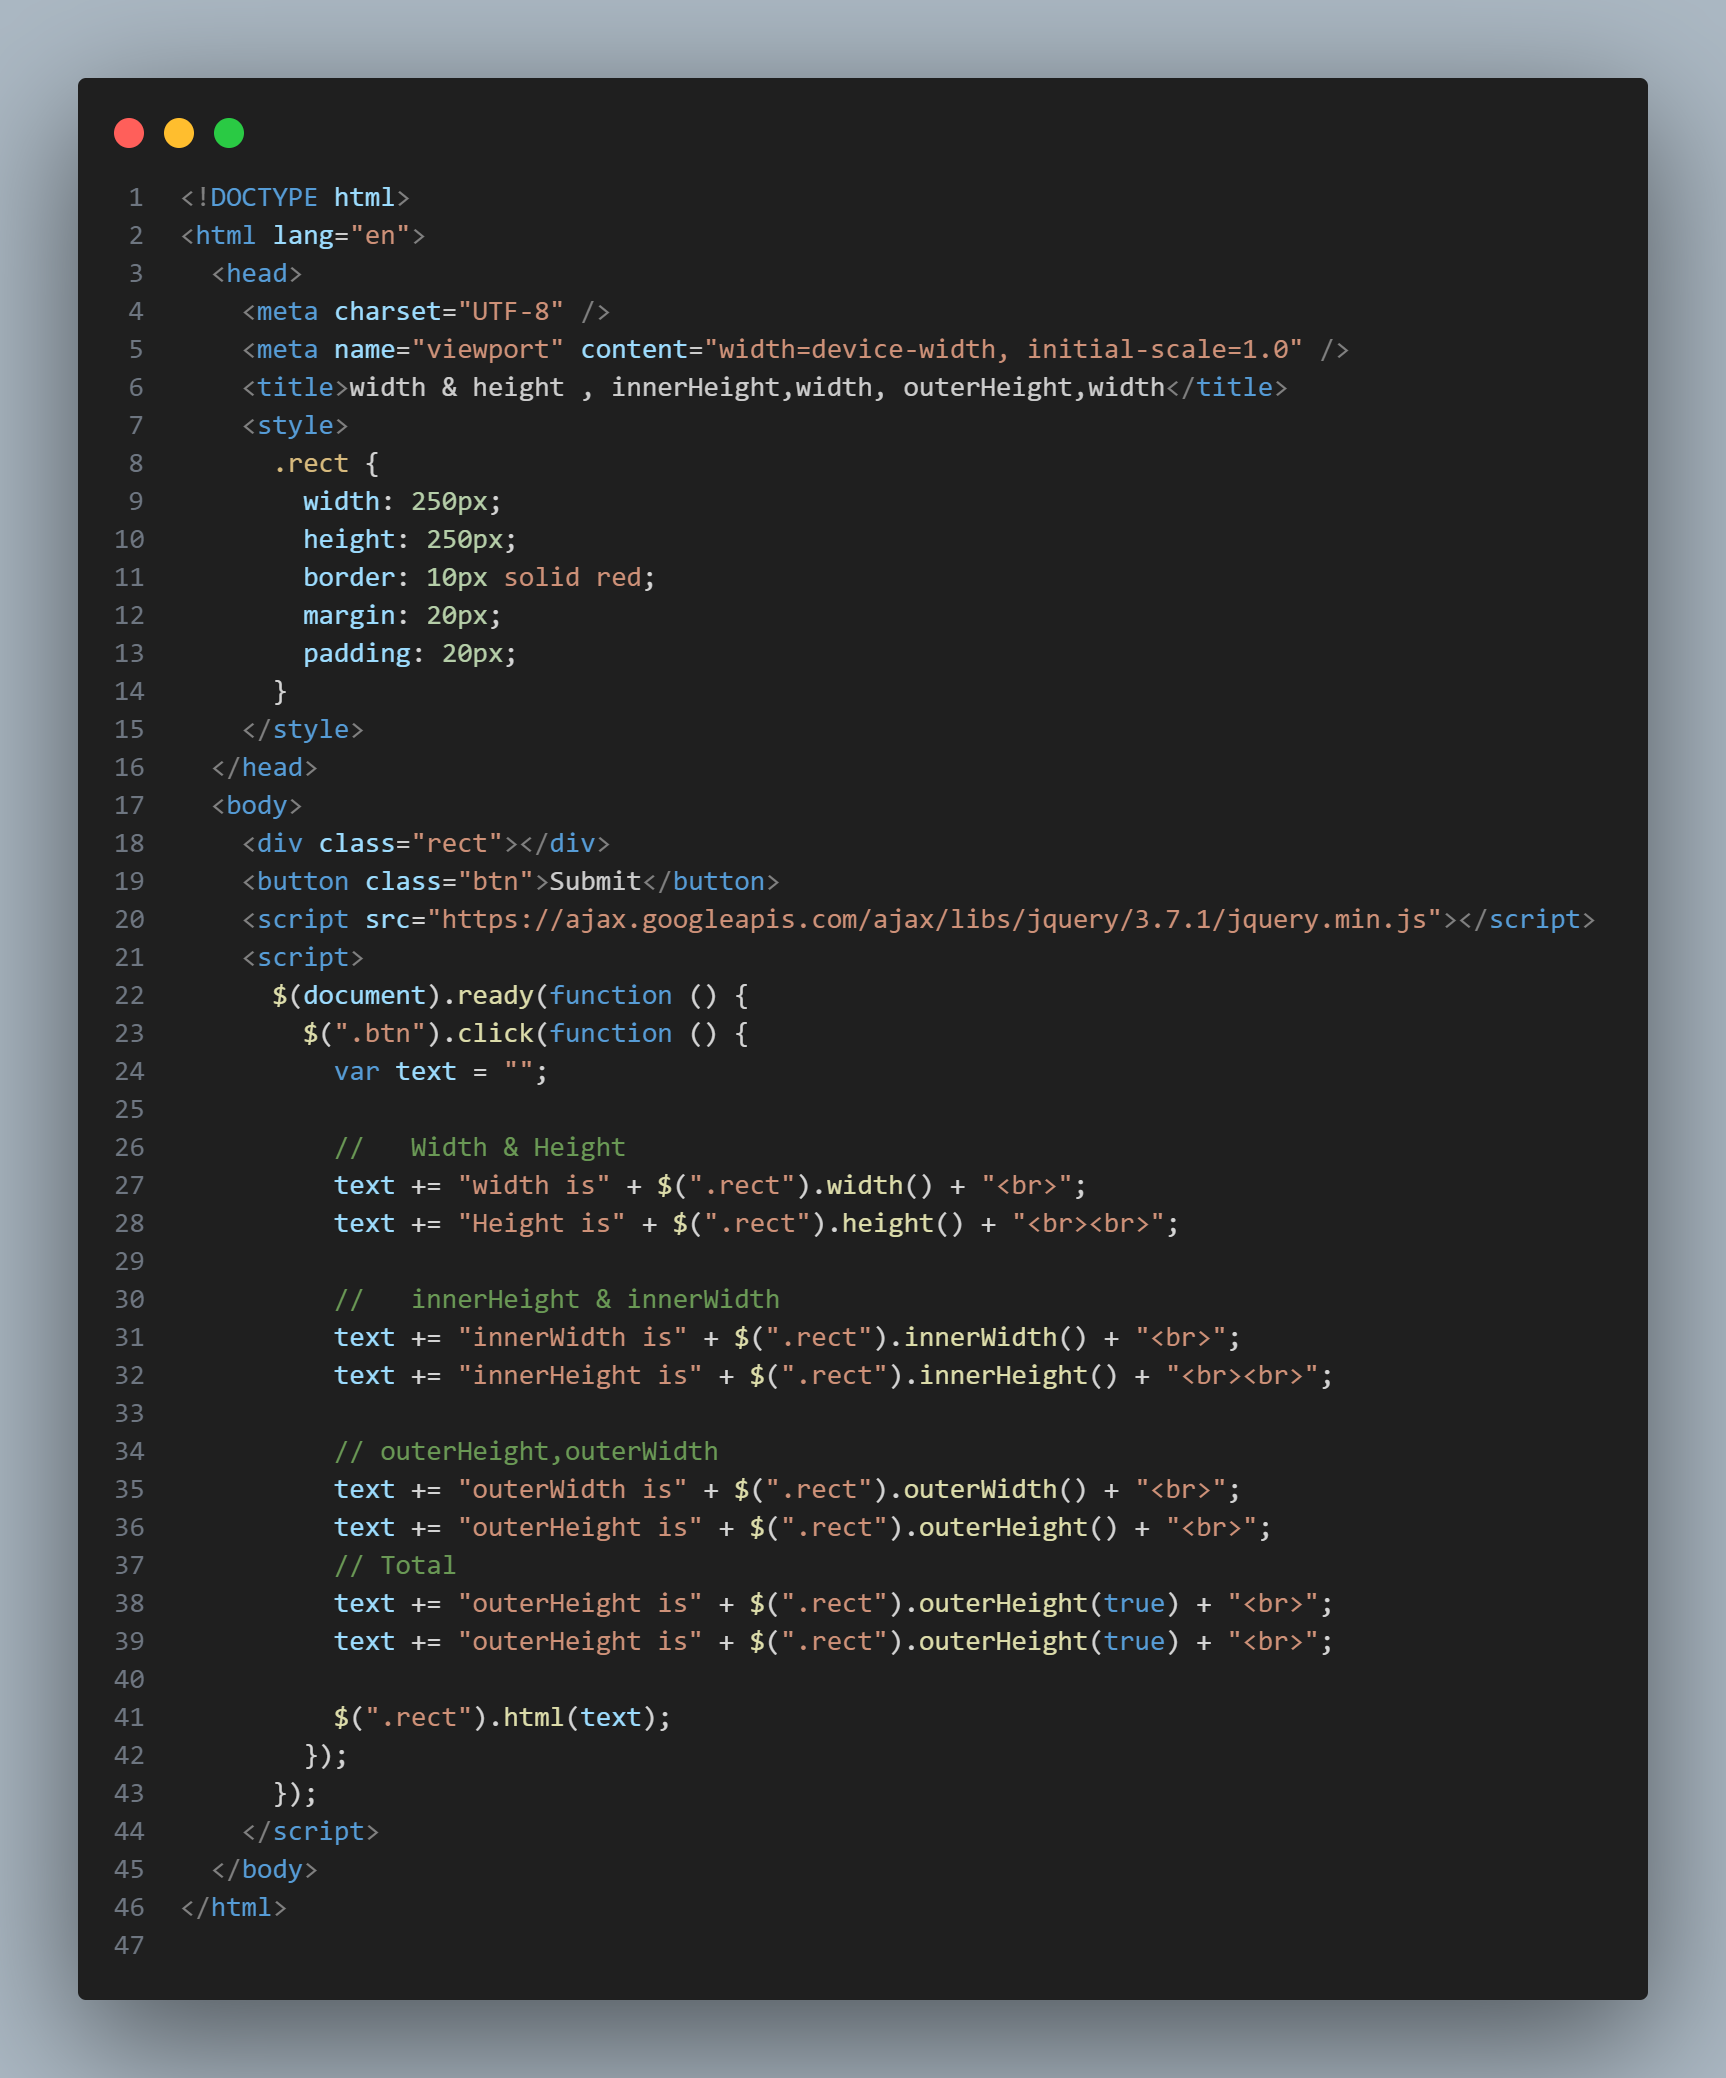 1 <!DOCTYPE html>
2 <html lang="en">
3   <head>
4     <meta charset="UTF-8" />
5     <meta name="viewport" content="width=device-width, initial-scale=1.0" />
6     <title>width & height , innerHeight,width, outerHeight,width</title>
7     <style>
8       .rect {
9         width: 250px;
10         height: 250px;
11         border: 10px solid red;
12         margin: 20px;
13         padding: 20px;
14       }
15     </style>
16   </head>
17   <body>
18     <div class="rect"></div>
19     <button class="btn">Submit</button>
20     <script src="https://ajax.googleapis.com/ajax/libs/jquery/3.7.1/jquery.min.js"></script>
21     <script>
22       $(document).ready(function () {
23         $(".btn").click(function () {
24           var text = "";
25
26           //   Width & Height
27           text += "width is" + $(".rect").width() + "<br>";
28           text += "Height is" + $(".rect").height() + "<br><br>";
29
30           //   innerHeight & innerWidth
31           text += "innerWidth is" + $(".rect").innerWidth() + "<br>";
32           text += "innerHeight is" + $(".rect").innerHeight() + "<br><br>";
33
34           // outerHeight,outerWidth
35           text += "outerWidth is" + $(".rect").outerWidth() + "<br>";
36           text += "outerHeight is" + $(".rect").outerHeight() + "<br>";
37           // Total
38           text += "outerHeight is" + $(".rect").outerHeight(true) + "<br>";
39           text += "outerHeight is" + $(".rect").outerHeight(true) + "<br>";
40
41           $(".rect").html(text);
42         });
43       });
44     </script>
45   </body>
46 </html>
47